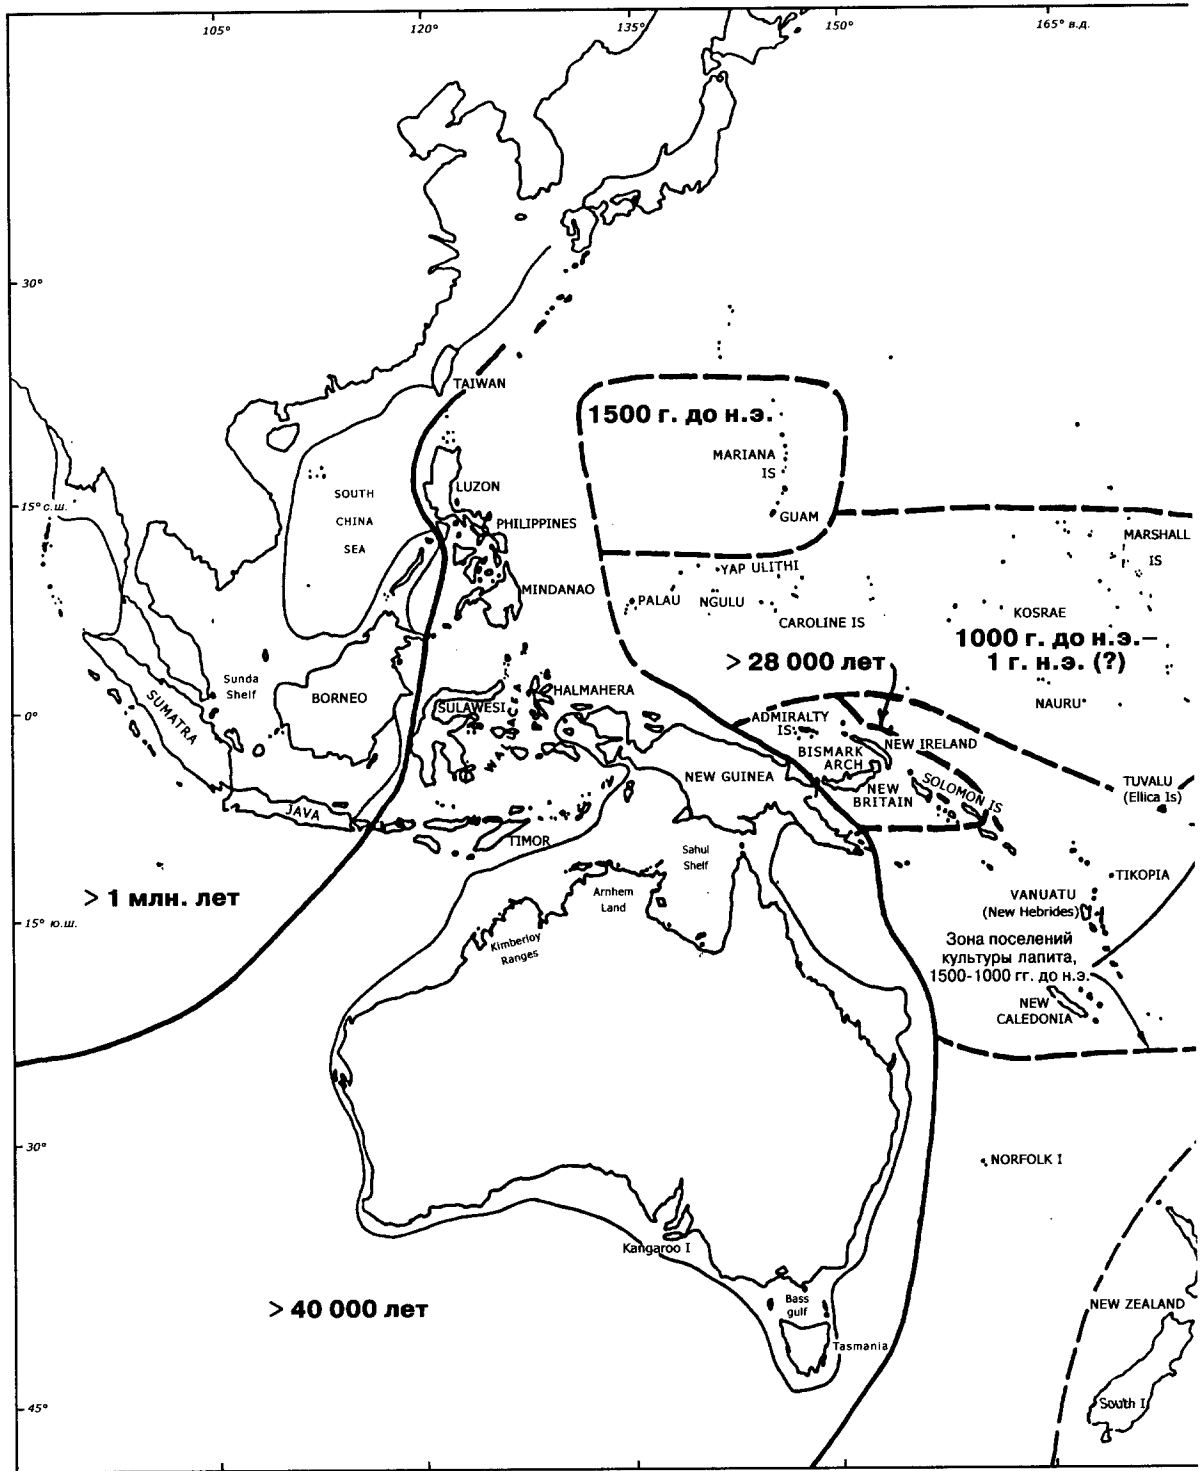 105°
120°
135°
150°
165° в.д.
30°
TAIWAN
1500 г. до н.э.
MARIANA
IS
GUAM
LUZON
SOUTH
CHINA
SEA
15° с.ш.
PHILIPPINES
MARSHALL
IS
YAP ULITHI
MINDANAO
PALAU
NGULU
CAROLINE IS
KOSRAE
1000 г. до н.э.–
1 г. н.э. (?)
> 28 000 лет
Sunda
Shelf
SUMATRA
BORNEO
SULAWESI
WALLACEA
HALMAHERA
NAURU
0°
ADMIRALTY
IS
BISMARK
ARCH
NEW IRELAND
NEW GUINEA
NEW
BRITAIN
SOLOMON IS
TUVALU
(Ellica Is)
JAVA
TIMOR
Sahul
Shelf
Arnhem
Land
TIKOPIA
> 1 млн. лет
VANUATU
(New Hebrides)
15° ю.ш.
Kimberloy
Ranges
Зона поселений
культуры лапита,
1500-1000 гг. до н.э.
NEW
CALEDONIA
30°
NORFOLK I
Kangaroo I
> 40 000 лет
Bass
gulf
Tasmania
NEW ZEALAND
South I
45°